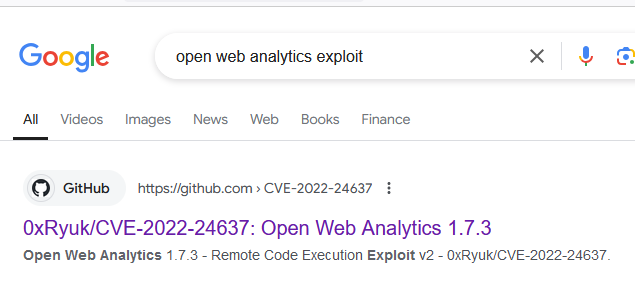 Google
open web analytics exploit
All Videos Images News Web Books Finance
GitHub https://github.com › CVE-2022-24637
0xRyuk/CVE-2022-24637: Open Web Analytics 1.7.3
Open Web Analytics 1.7.3 - Remote Code Execution Exploit v2 - 0xRyuk/CVE-2022-24637.